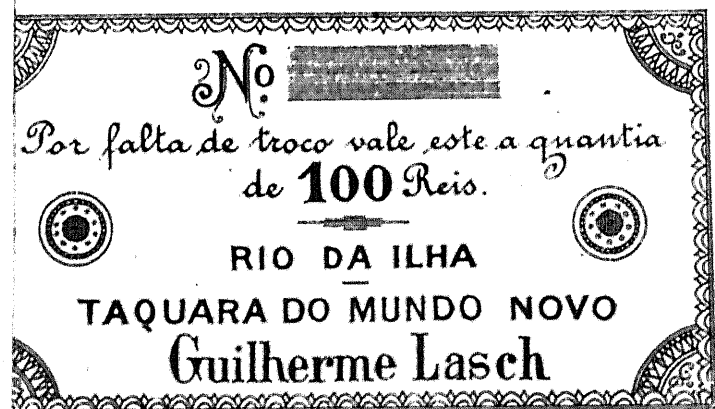 Nº
Por falta de troco vale este a quantia
de 100 Reis.
RIO DA ILHA
TAQUARA DO MUNDO NOVO
Guilherme Lasch